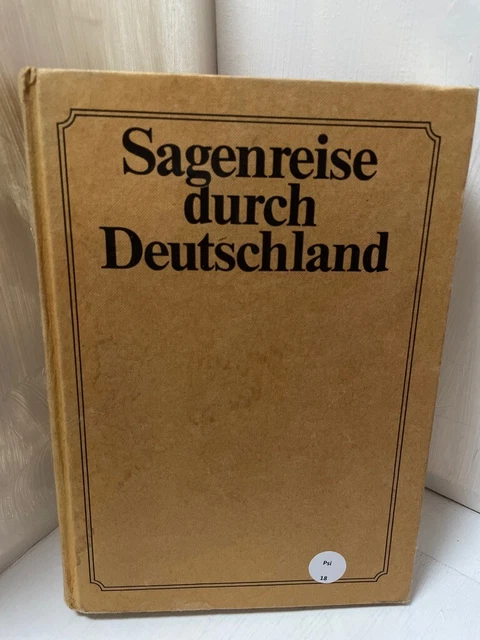 Sagenreise
durch
Deutschland
Psi
18